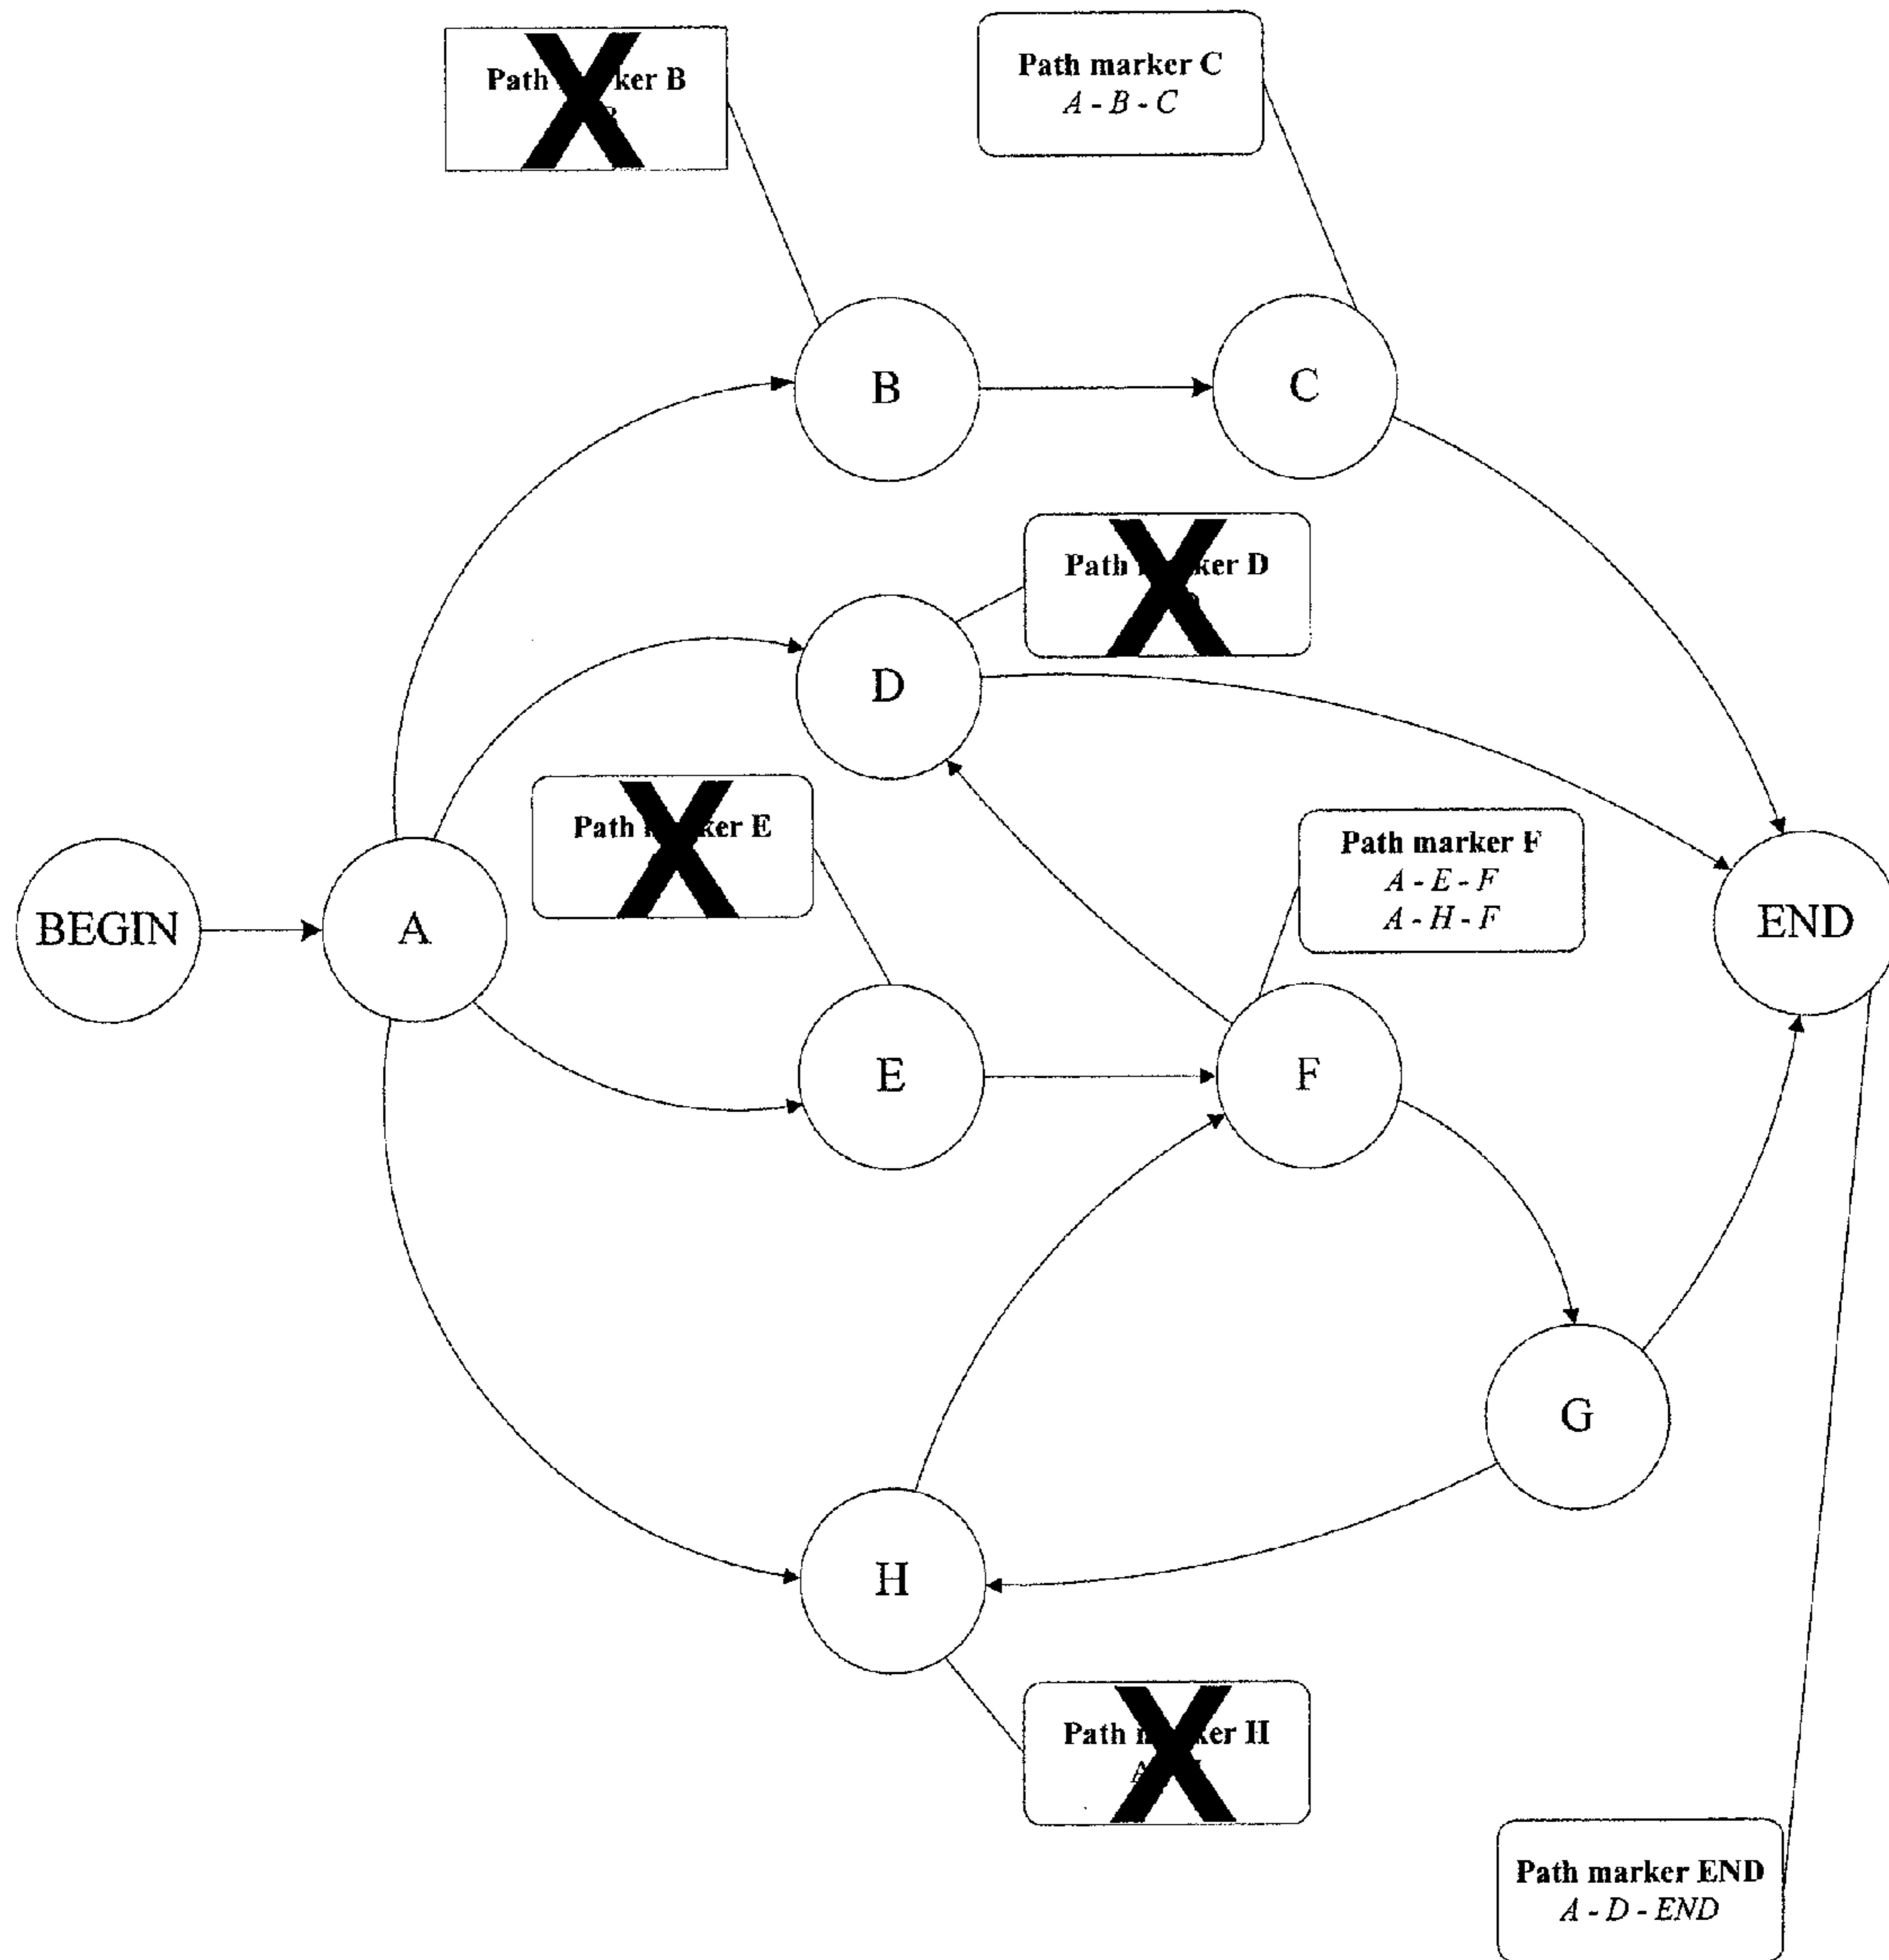 Path ker B
Path marker C
A - B - C
B
C
Path ker D
D
Path ker E
Path marker F
A - E - F
A - H - F
BEGIN
A
END
E
F
G
H
Path ker H
A
Path marker END
A - D - END